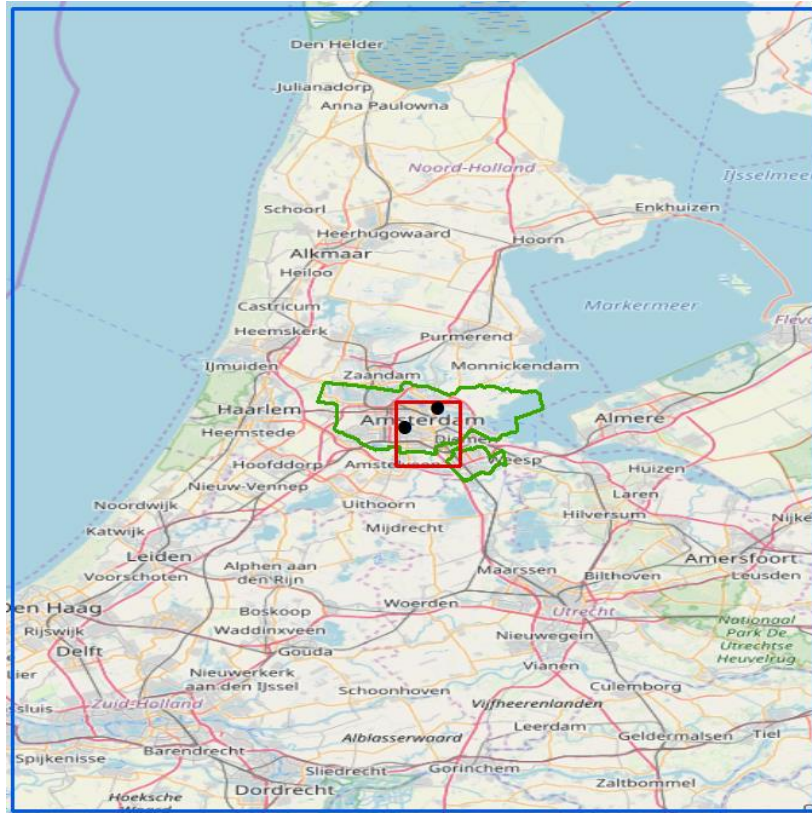 Den Helder
Julianadorp
Anna Paulowna
Noord-Holland
IJsselmeer
Enkhuizen
Schoorl
Heerhugowaard
Hoorn
Alkmaar
Heiloo
Castricum
Markermeer
Heemskerk
Purmerend
Flevo
IJmuiden
Zaandam
Monnickendam
Haarlem
Amsterdam
Almere
Heemstede
Diemen
Hoofddorp
Weesp
Huizen
Nieuw-Vennep
Laren
Noordwijk
Uithoorn
Hilversum
Nijke
Katwijk
Mijdrecht
Leiden
Amersfoort
Voorschoten
Alphen aan
den Rijn
Maarssen
Bilthoven
Leusden
Den Haag
Boskoop
Woerden
Utrecht
Rijswijk
Waddinxveen
Nieuwegein
Nationaal
Park De
Utrechtse
Heuvelrug
Delft
Gouda
Vianen
Lier
Nieuwerkerk
aan den IJssel
Schoonhoven
Culemborg
sluis
Zuid-Holland
Vijfheerenlanden
Leerdam
Geldermalsen
Tiel
Alblasserwaard
Barendrecht
Spijkenisse
Sliedrecht
Gorinchem
Zaltbommel
Dordrecht
Hoeksche